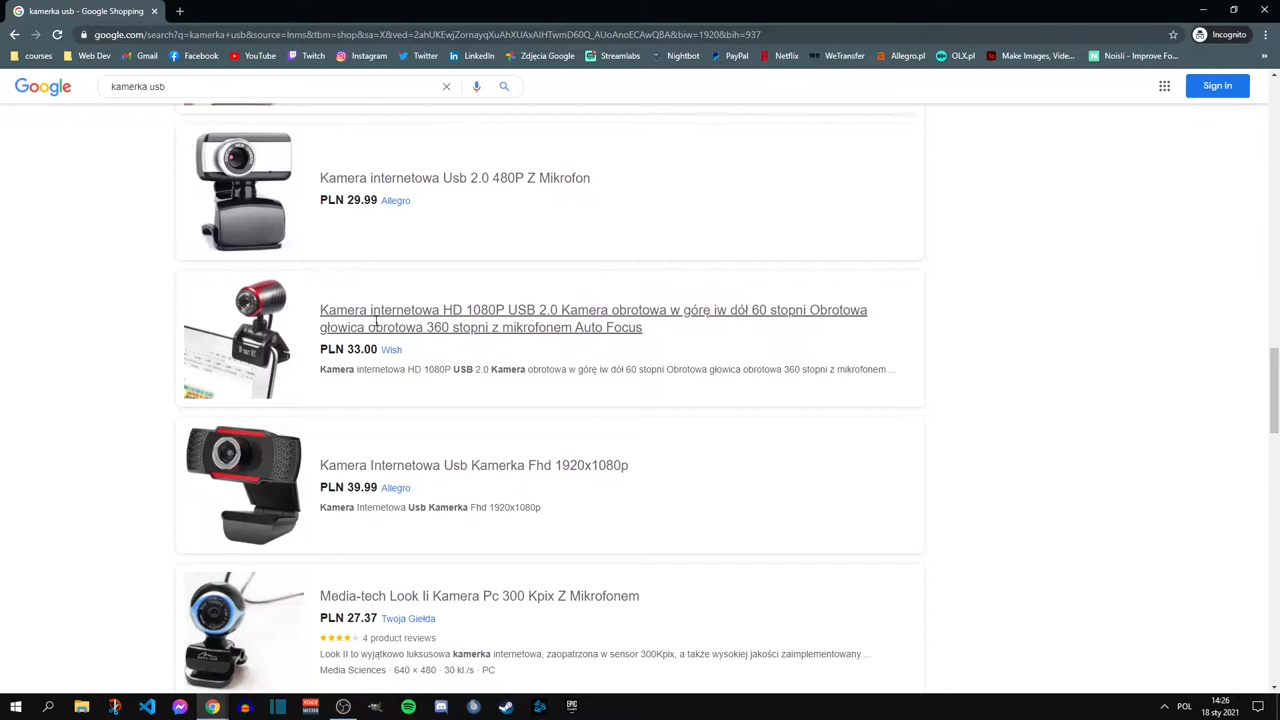 kamerka usb - Google Shopping
google.com/search?q=kamerka+usb&source=lnms&tbm=shop&sa=X&ved=2ahUKEwjZornayqXuAhXUAxAIHTwmD60Q_AUoAnoECAwQBA&biw=1920&bih=937
Incognito
courses
Web Dev
Gmail
Facebook
YouTube
Twitch
Instagram
Twitter
LinkedIn
Zdjęcia Google
Streamlabs
Nightbot
PayPal
Netflix
WeTransfer
Allegro.pl
OLX.pl
Make Images, Vide...
Noisli - Improve Fo...
Google
kamerka usb
Sign in
Kamera internetowa Usb 2.0 480P Z Mikrofon
PLN 29.99 Allegro
Kamera internetowa HD 1080P USB 2.0 Kamera obrotowa w górę iw dół 60 stopni Obrotowa
głowica obrotowa 360 stopni z mikrofonem Auto Focus
PLN 33.00 Wish
Kamera internetowa HD 1080P USB 2.0 Kamera obrotowa w górę iw dół 60 stopni Obrotowa głowica obrotowa 360 stopni z mikrofonem ...
Kamera Internetowa Usb Kamerka Fhd 1920x1080p
PLN 39.99 Allegro
Kamera Internetowa Usb Kamerka Fhd 1920x1080p
Media-tech Look Ii Kamera Pc 300 Kpix Z Mikrofonem
PLN 27.37 Twoja Giełda
4 product reviews
Look II to wyjątkowo luksusowa kamerka internetowa, zaopatrzona w sensor 300Kpix, a także wysokiej jakości zaimplementowany ...
Media Sciences · 640 × 480 · 30 kl./s · PC
POL
14:26
18 sty 2021